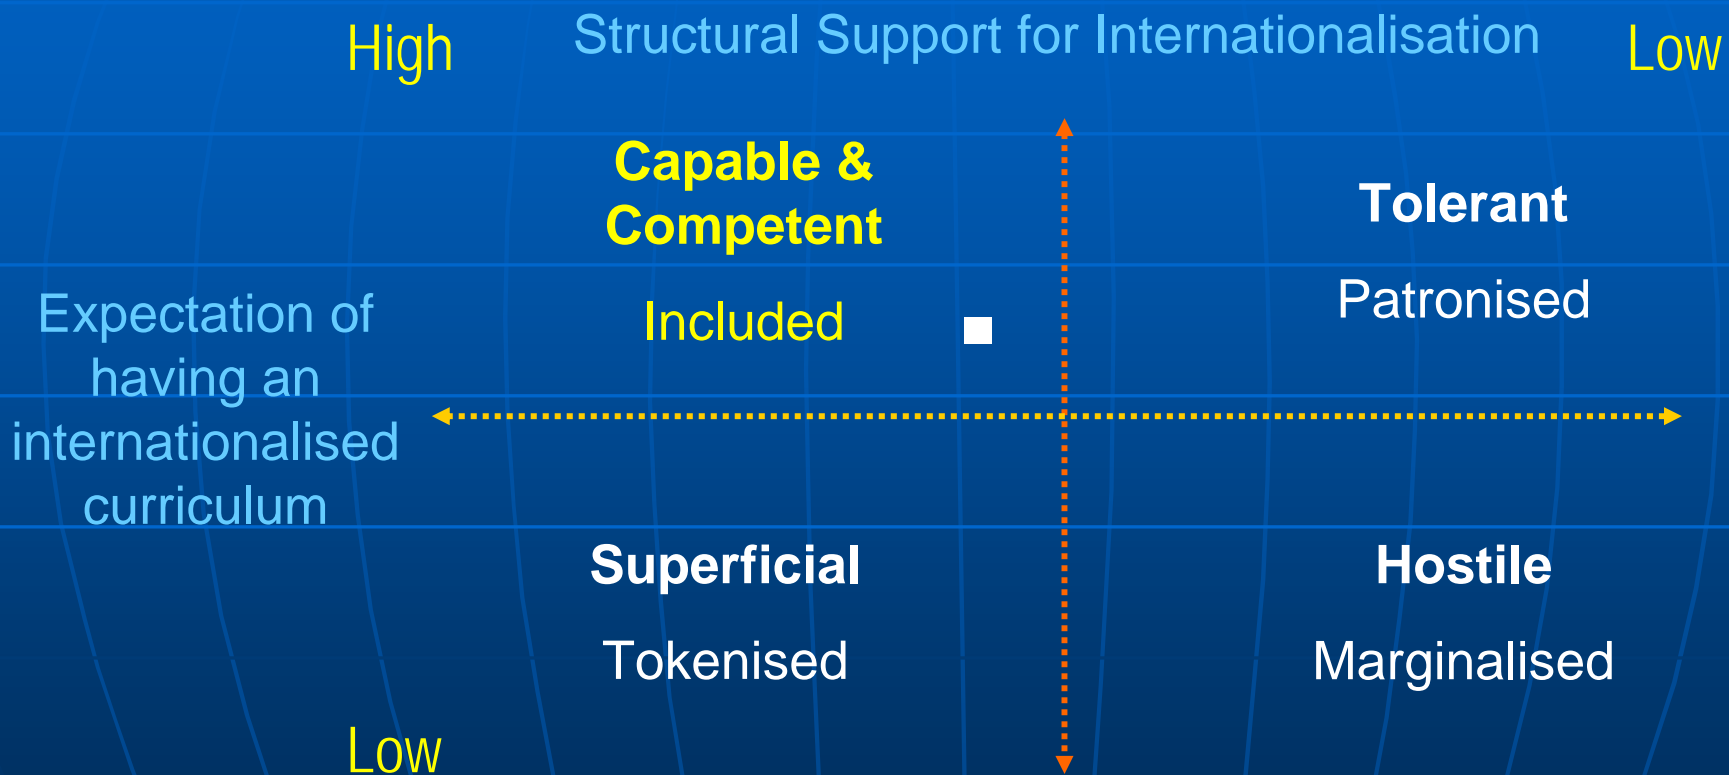 High Structural Support for Internationalisation Low
Capable &
Competent
Included
Tolerant
Patronised
Expectation of
having an
internationalised
curriculum
Superficial
Tokenised
Hostile
Marginalised
Low